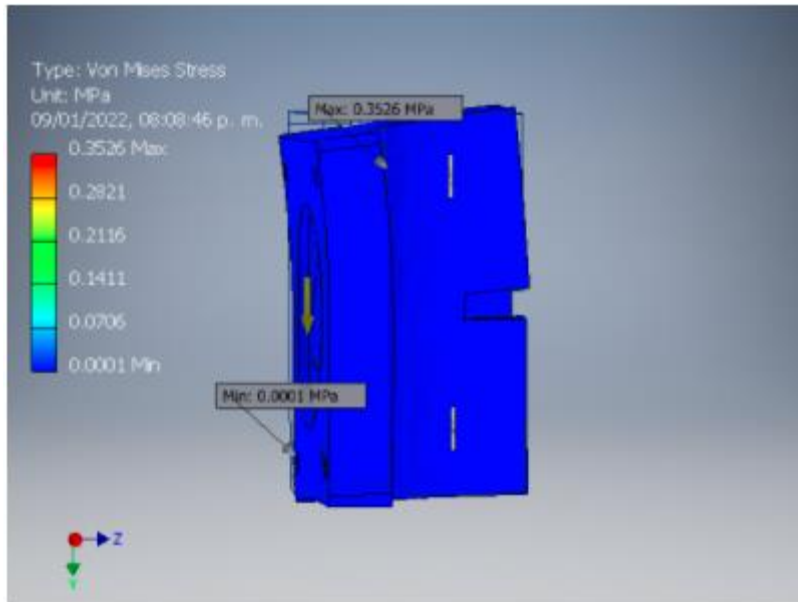 Type: Von Mises Stress
Unit: MPa
09/01/2022, 08:08:46 p. m.
0.3526 Max
0.2821
0.2116
0.1411
0.0706
0.0001 Min
Max: 0.3526 MPa
Min: 0.0001 MPa
Z
Y